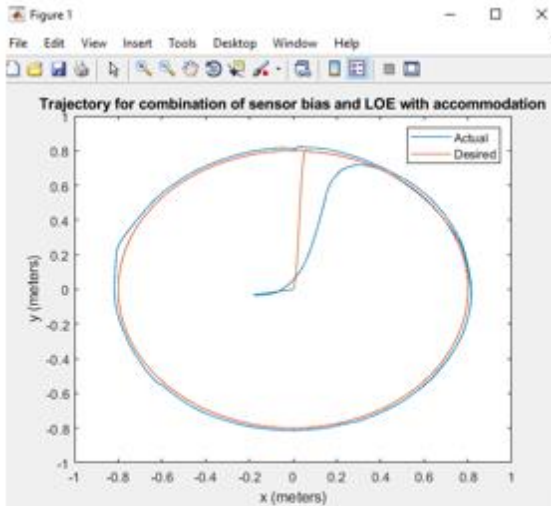 Figure 1
File Edit View Insert Tools Desktop Window Help
Trajectory for combination of sensor bias and LOE with accommodation
Actual
Desired
1
0.8
0.6
0.4
0.2
0
-0.2
-0.4
-0.6
-0.8
-1
y (meters)
-1 -0.8 -0.6 -0.4 -0.2 0 0.2 0.4 0.6 0.8 1
x (meters)